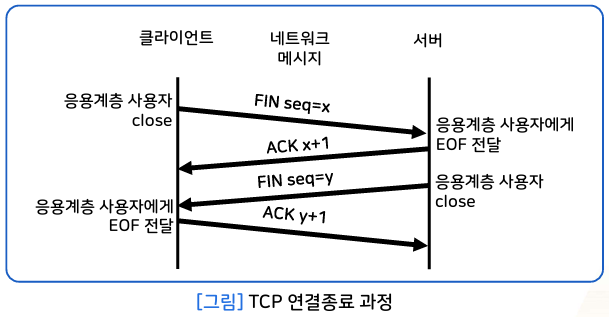 클라이언트
네트워크
메시지
서버
응용계층 사용자
close
FIN seq=x
응용계층 사용자에게
EOF 전달
ACK x+1
FIN seq=y
응용계층 사용자
close
응용계층 사용자에게
EOF 전달
ACK y+1
[그림] TCP 연결종료 과정